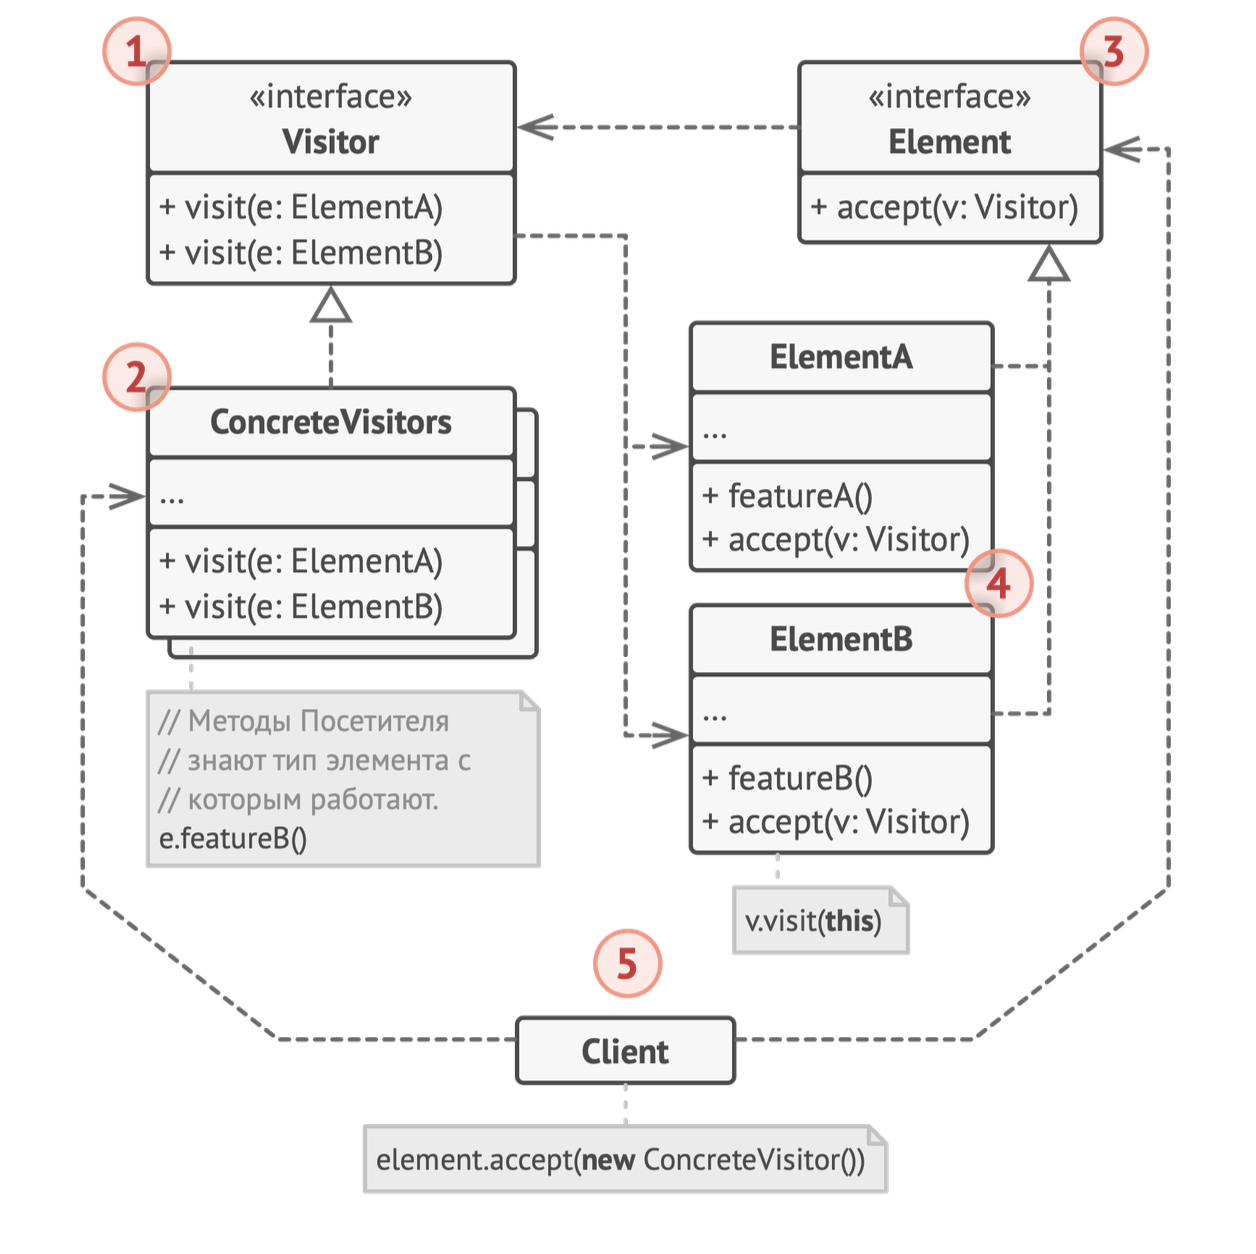 1
«interface»
Visitor
+ visit(e: ElementA)
+ visit(e: ElementB)
3
«interface»
Element
+ accept(v: Visitor)
2
ConcreteVisitors
...
+ visit(e: ElementA)
+ visit(e: ElementB)
// Методы Посетителя
// знают тип элемента с
// которым работают.
e.featureB()
ElementA
...
+ featureA()
+ accept(v: Visitor)
4
ElementB
...
+ featureB()
+ accept(v: Visitor)
v.visit(this)
5
Client
element.accept(new ConcreteVisitor())